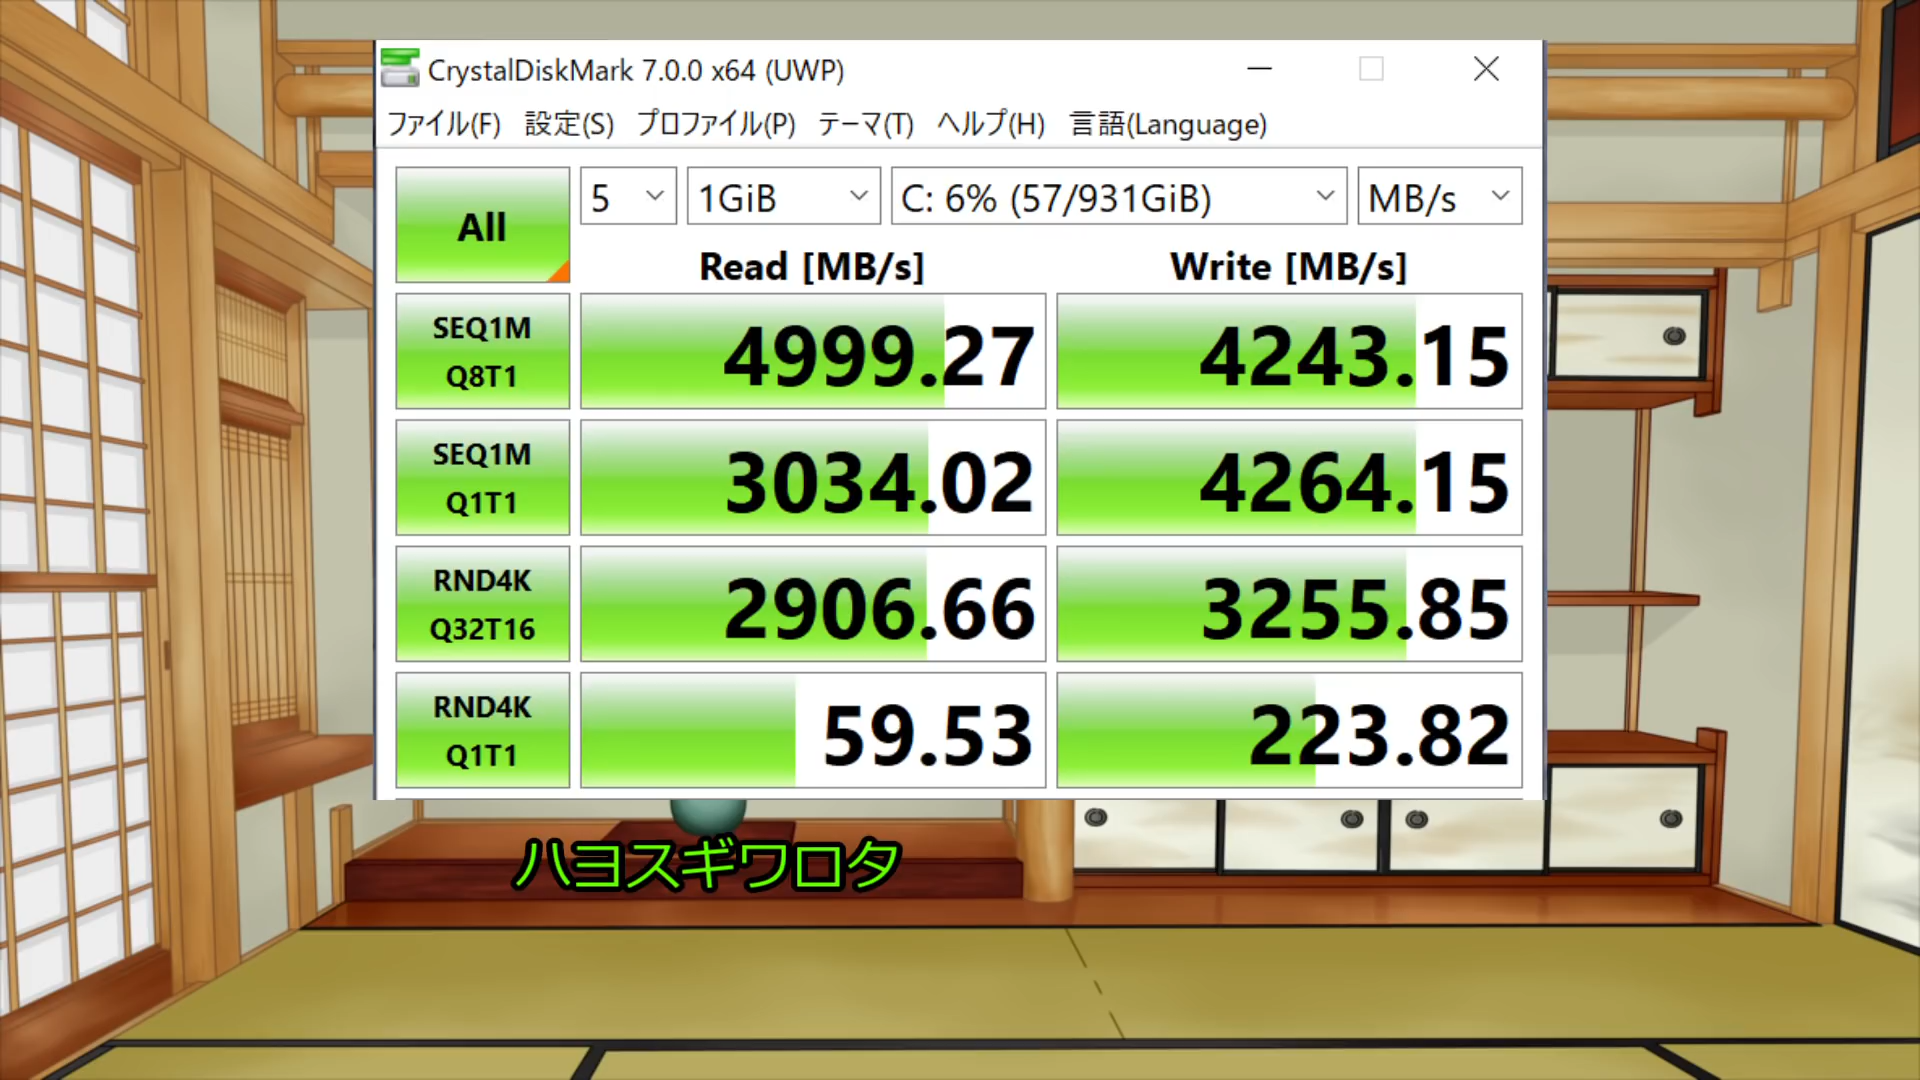 CrystalDiskMark 7.0.0 x64 (UWP)
ファイル(F) 設定(S) プロファイル(P) テーマ(T) ヘルプ(H) 言語(Language)
All 5 1GiB C: 6% (57/931GiB) MB/s
Read [MB/s] Write [MB/s]
SEQ1M
Q8T1
4999.27 4243.15
SEQ1M
Q1T1
3034.02 4264.15
RND4K
Q32T16
2906.66 3255.85
RND4K
Q1T1
59.53 223.82
ハヨスギワロタ